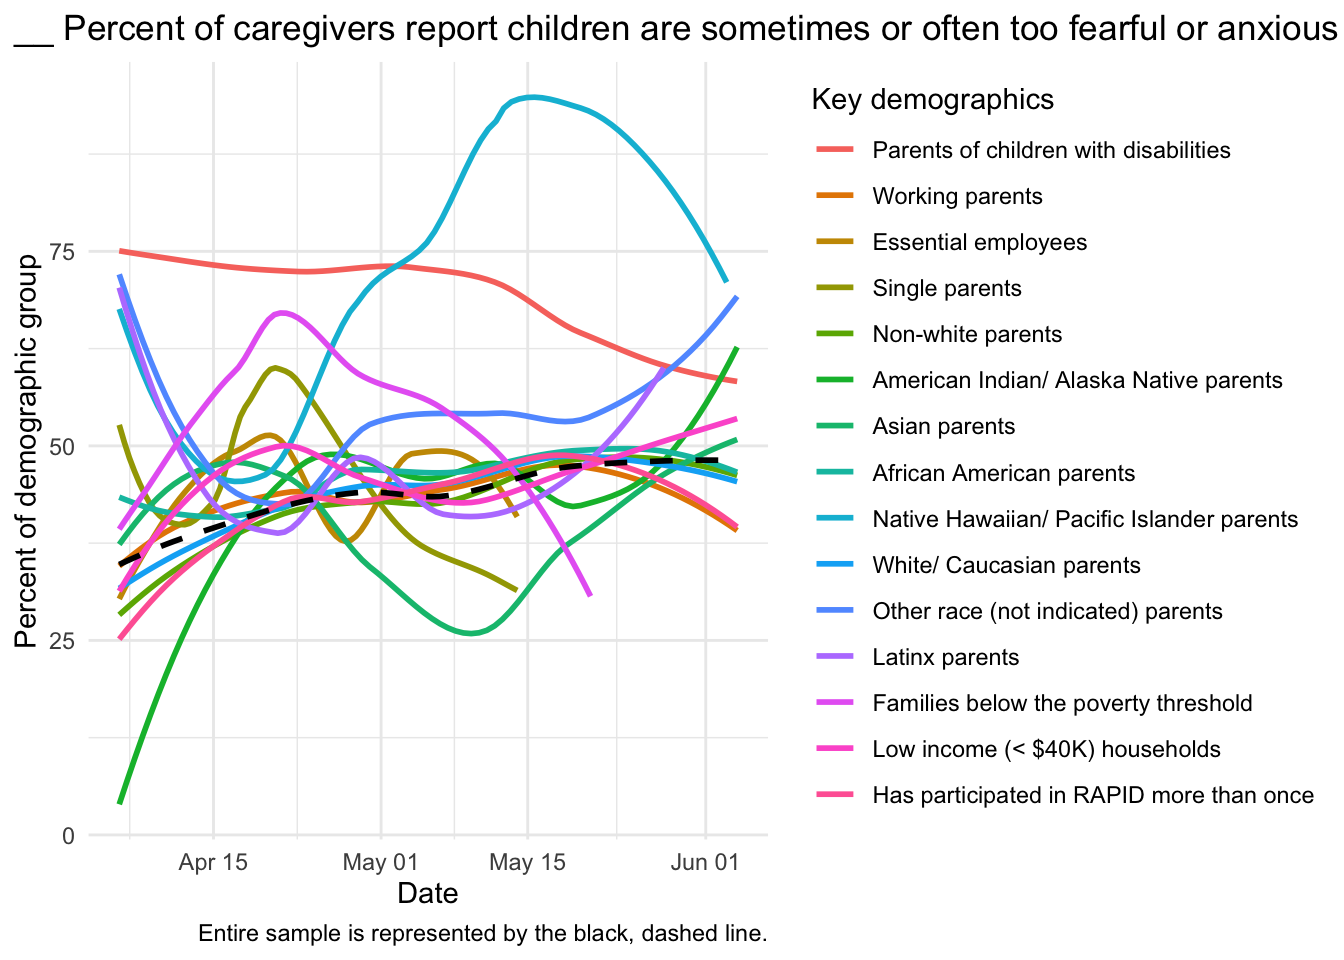 __ Percent of caregivers report children are sometimes or often too fearful or anxious
Key demographics
Parents of children with disabilities
Working parents
Essential employees
Single parents
Non-white parents
American Indian/ Alaska Native parents
Asian parents
African American parents
Native Hawaiian/ Pacific Islander parents
White/ Caucasian parents
Other race (not indicated) parents
Latinx parents
Families below the poverty threshold
Low income (< $40K) households
Has participated in RAPID more than once
Percent of demographic group
75
50
25
0
Apr 15
May 01
May 15
Jun 01
Date
Entire sample is represented by the black, dashed line.